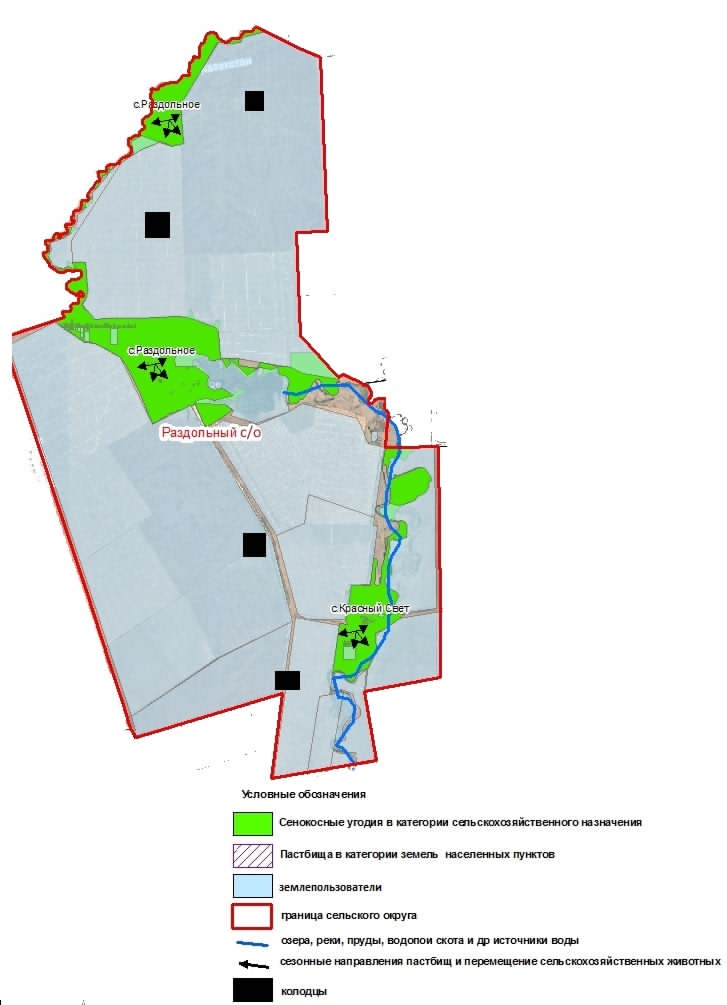 с.Раздольное
с.Раздольное
Раздольный с/о
с.Красный Свет
Условные обозначения
Сенокосные угодия в категории сельскохозяйственного назначения
Пастбища в категории земель населенных пунктов
землепользователи
граница сельского округа
озера, реки, пруды, водопои скота и др источники воды
сезонные направления пастбищ и перемещение сельскохозяйственных животных
колодцы